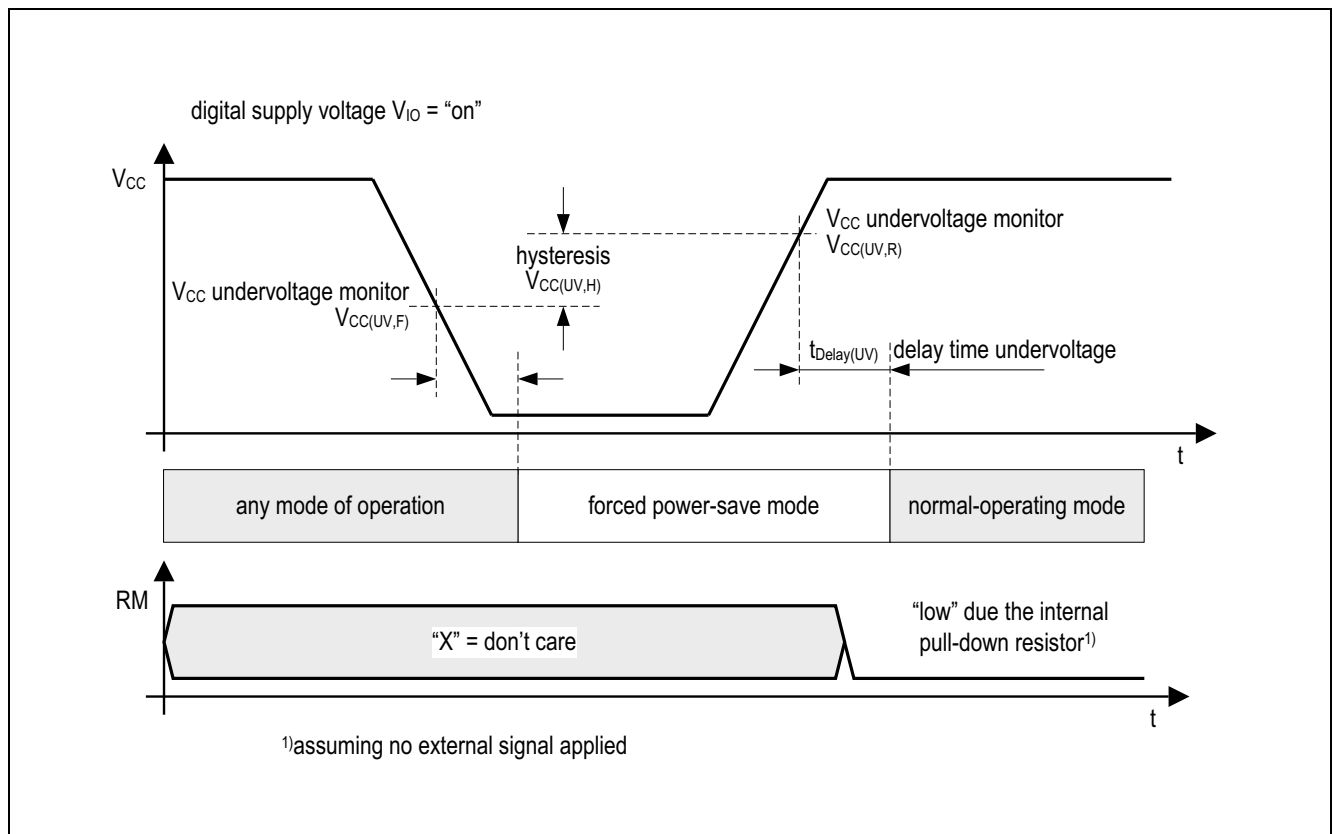 digital supply voltage VIO = “on”
VCC
VCC undervoltage monitor
VCC(UV,F)
hysteresis
VCC(UV,H)
VCC undervoltage monitor
VCC(UV,R)
tDelay(UV) delay time undervoltage
t
any mode of operation
forced power-save mode
normal-operating mode
RM
“X” = don’t care
“low” due the internal
pull-down resistor1)
t
1)assuming no external signal applied